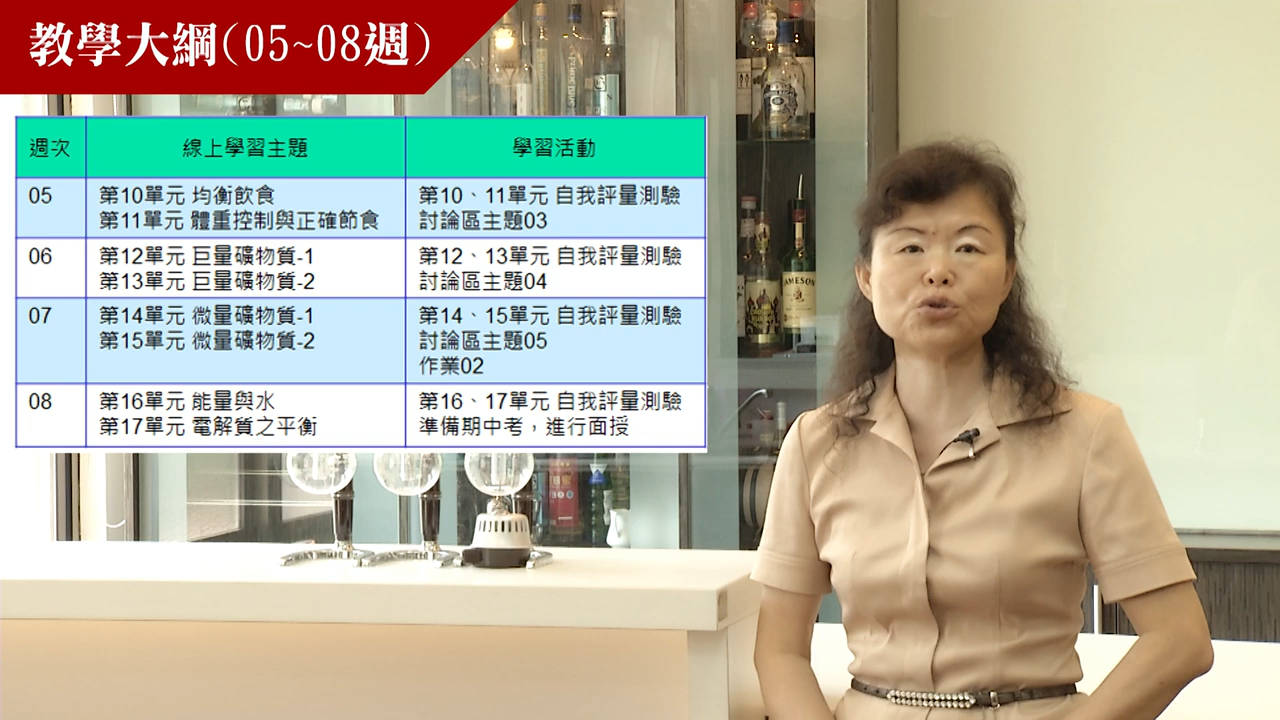 教學大綱(05~08週)
週次 線上學習主題 學習活動
05 第10單元 均衡飲食 第10、11單元 自我評量測驗
第11單元 體重控制與正確節食 討論區主題03
06 第12單元 巨量礦物質-1 第12、13單元 自我評量測驗
第13單元 巨量礦物質-2 討論區主題04
07 第14單元 微量礦物質-1 第14、15單元 自我評量測驗
第15單元 微量礦物質-2 討論區主題05
作業02
08 第16單元 能量與水 第16、17單元 自我評量測驗
第17單元 電解質之平衡 準備期中考，進行面授
JAMESON